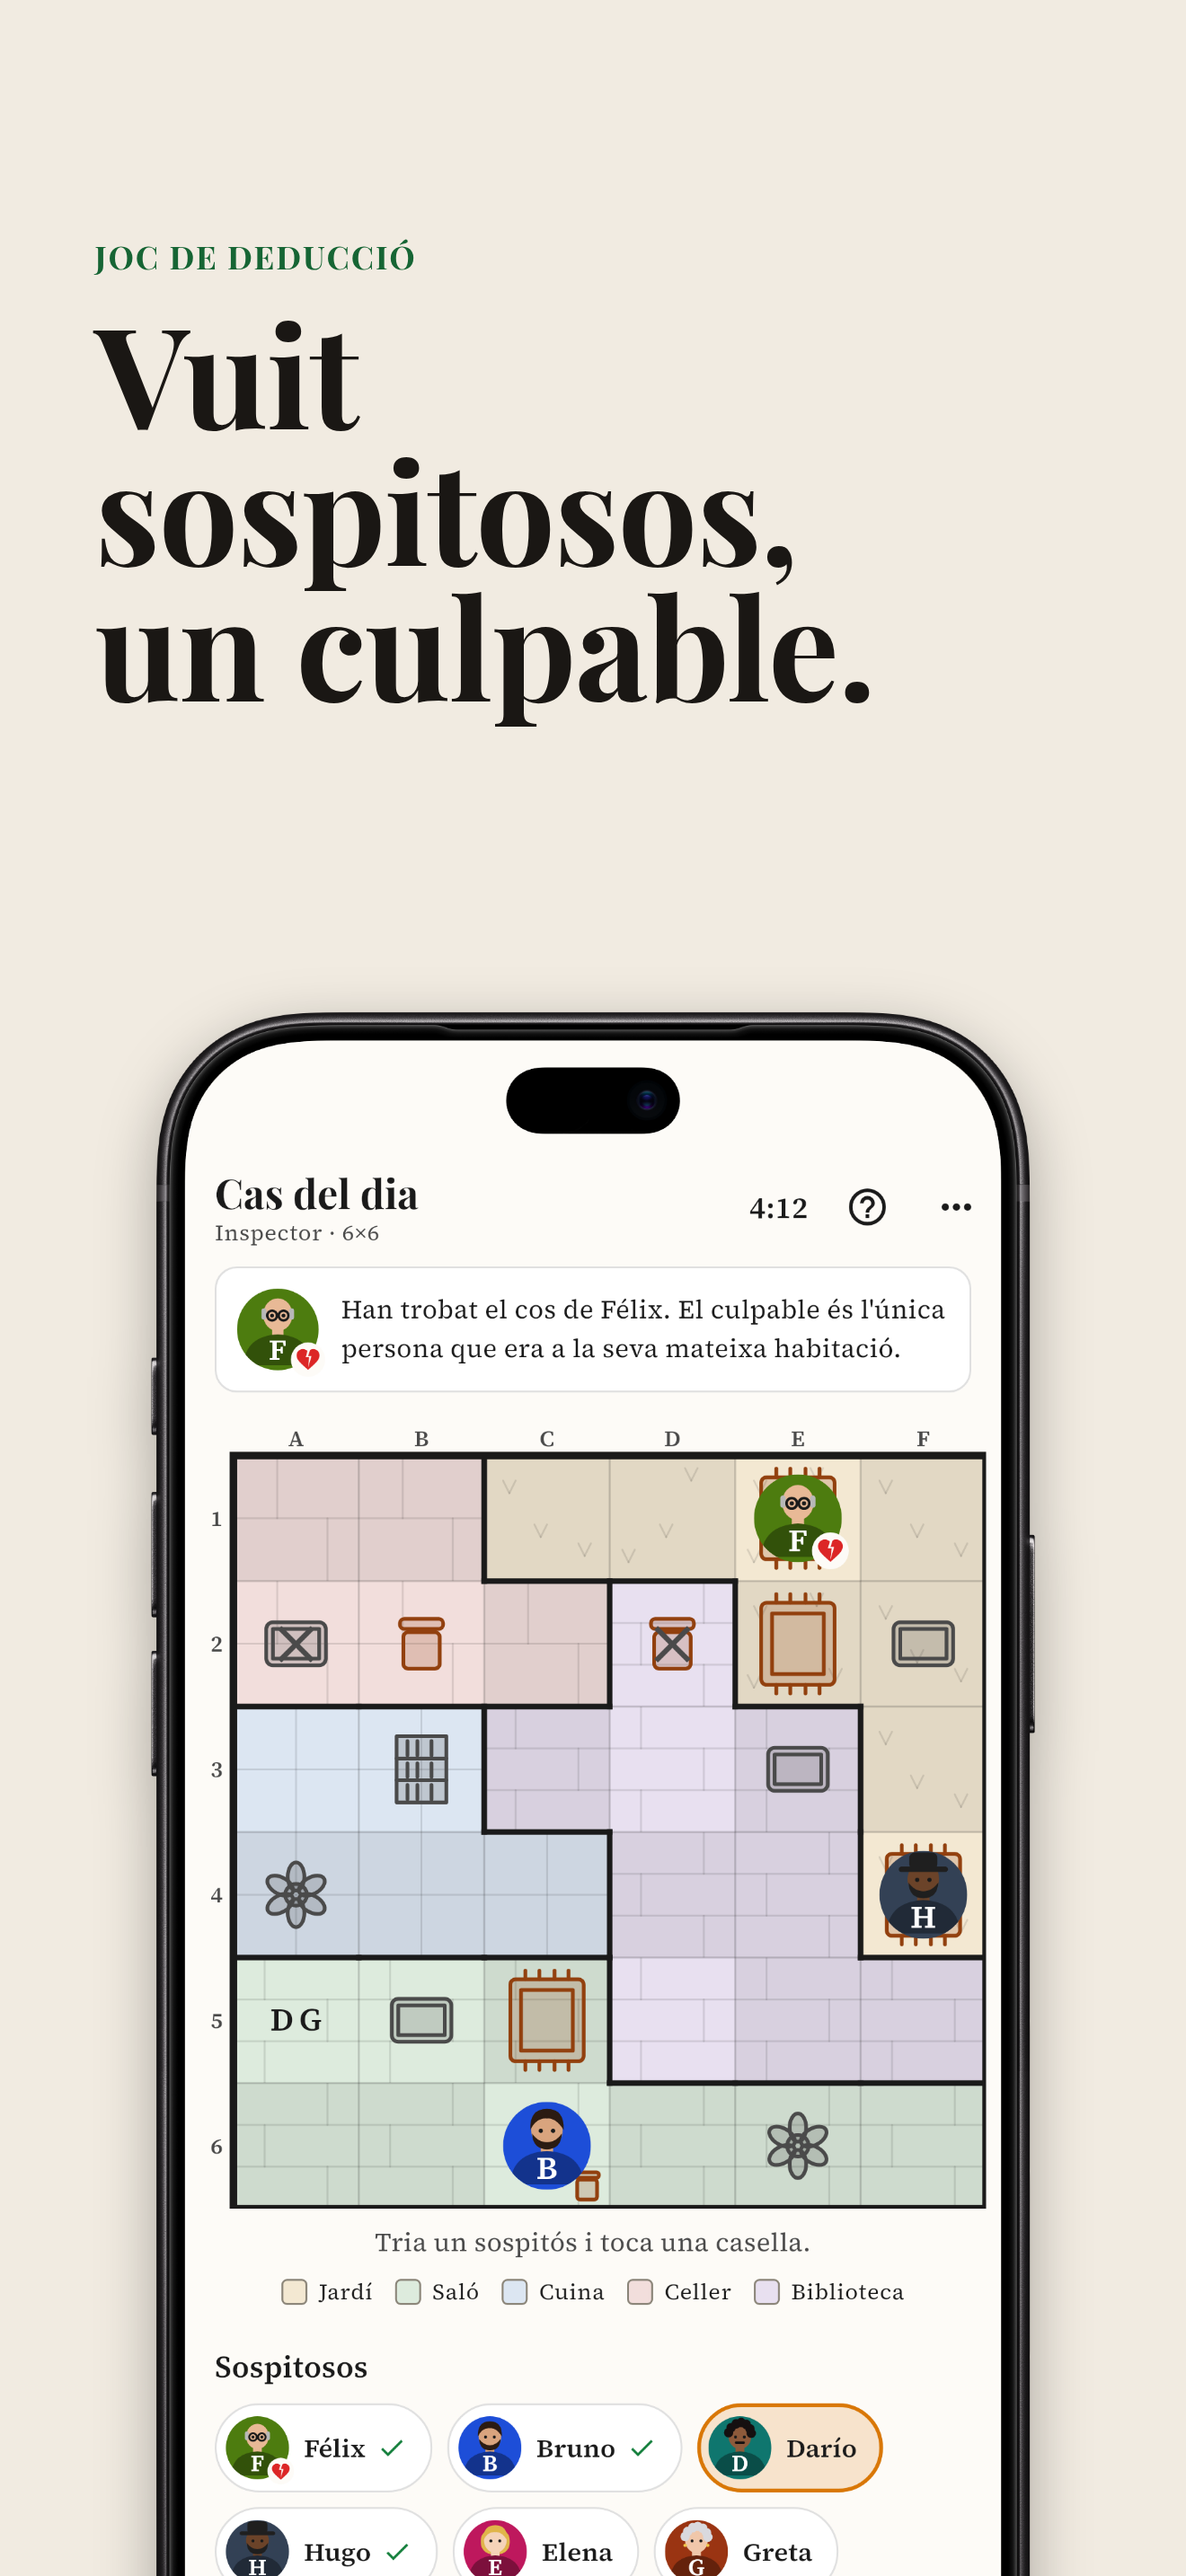 JOC DE DEDUCCIÓ
Vuit
sospitosos,
un culpable.
Cas del dia
4:12
Inspector · 6×6
Han trobat el cos de Félix. El culpable és l'única
persona que era a la seva mateixa habitació.
F
A B C D E F
1
F
2
3
4
H
5
D G
6
B
Tria un sospitós i toca una casella.
Jardí Saló Cuina Celler Biblioteca
Sospitosos
F Félix B Bruno D Darío
H Hugo E Elena G Greta